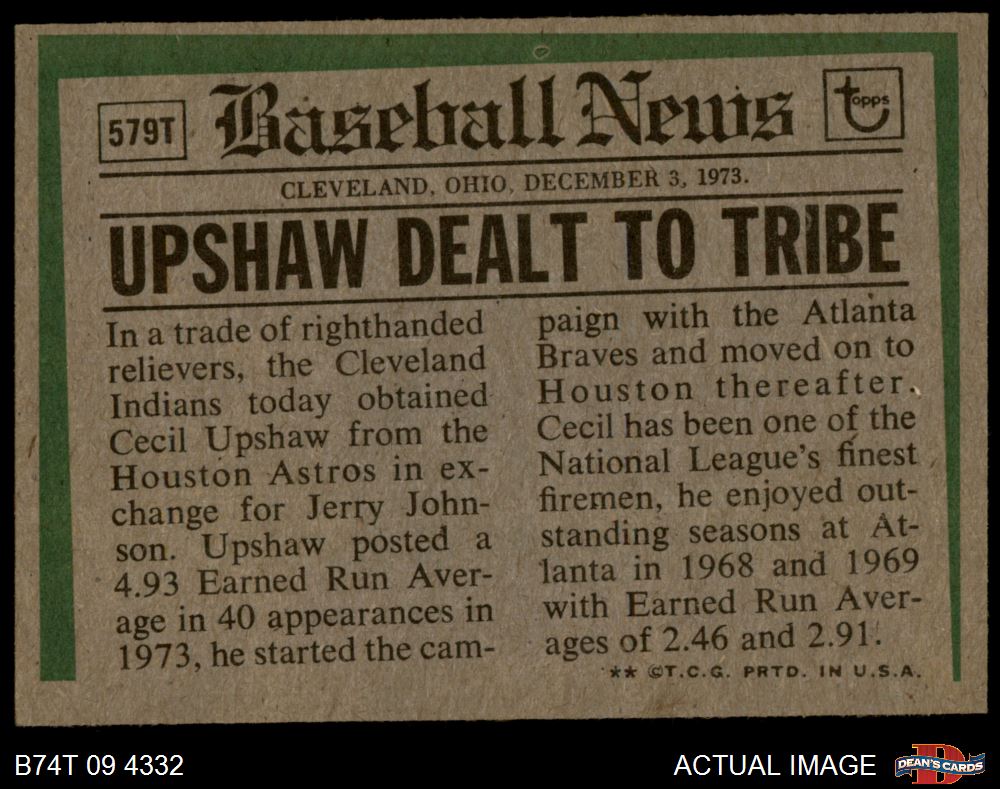 579T
Baseball News
topps
CLEVELAND, OHIO, DECEMBER 3, 1973.
UPSHAW DEALT TO TRIBE
In a trade of righthanded
relievers, the Cleveland
Indians today obtained
Cecil Upshaw from the
Houston Astros in ex-
change for Jerry John-
son. Upshaw posted a
4.93 Earned Run Aver-
age in 40 appearances in
1973, he started the cam-
paign with the Atlanta
Braves and moved on to
Houston thereafter.
Cecil has been one of the
National League's finest
firemen, he enjoyed out-
standing seasons at At-
lanta in 1968 and 1969
with Earned Run Aver-
ages of 2.46 and 2.91.
** ©T.C.G. PRTD. IN U.S.A.
B74T 09 4332
ACTUAL IMAGE
D
DEAN'S CARDS